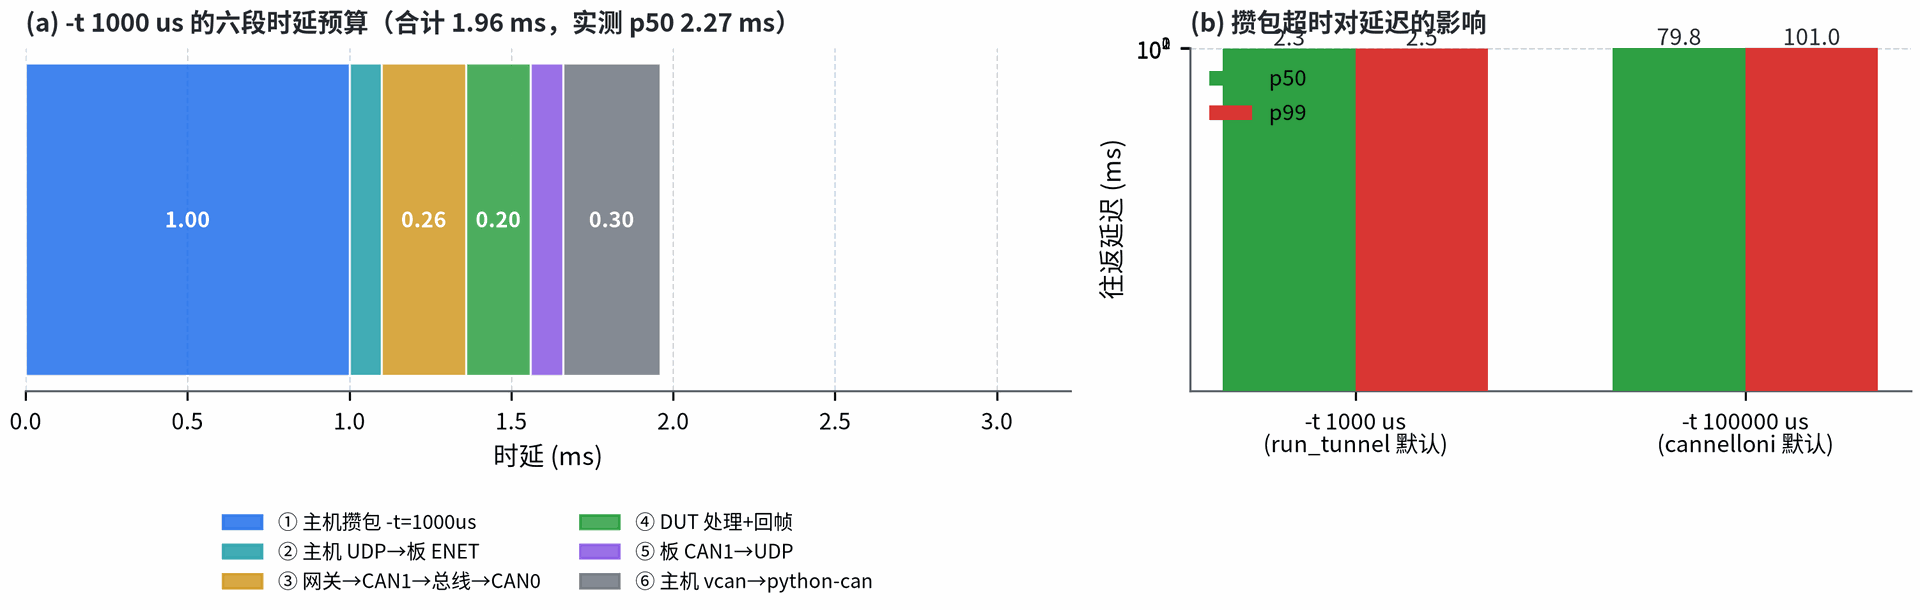 (a) -t 1000 us 的六段时延预算（合计 1.96 ms，实测 p50 2.27 ms）
1.00
0.26
0.20
0.30
0.0 0.5 1.0 1.5 2.0 2.5 3.0
时延 (ms)
① 主机攒包 -t=1000us
② 主机 UDP→板 ENET
③ 网关→CAN1→总线→CAN0
④ DUT 处理+回帧
⑤ 板 CAN1→UDP
⑥ 主机 vcan→python-can
(b) 攒包超时对延迟的影响
2.3 2.5 79.8 101.0
p50
p99
往返延迟 (ms)
-t 1000 us
(run_tunnel 默认)
-t 100000 us
(cannelloni 默认)